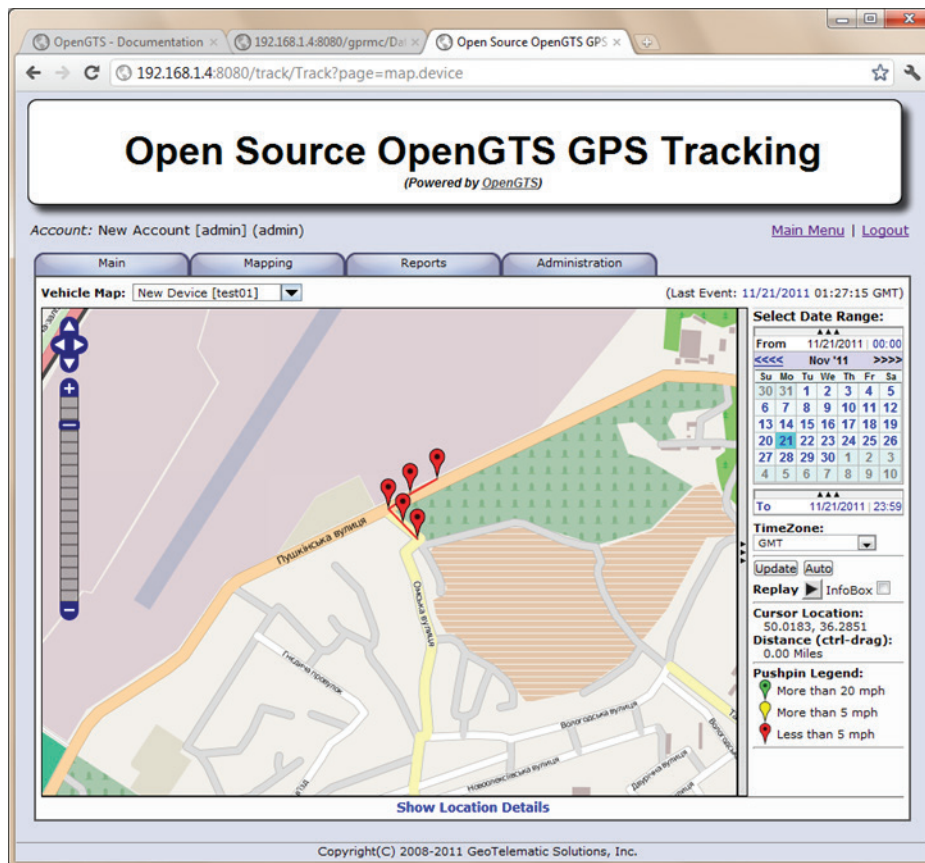 OpenGTS - Documentation
192.168.1.4:8080/gprmc/Dat
Open Source OpenGTS GPS
192.168.1.4:8080/track/Track?page=map.device
Open Source OpenGTS GPS Tracking
(Powered by OpenGTS)
Account: New Account [admin] (admin)
Main Menu | Logout
Main
Mapping
Reports
Administration
Vehicle Map: New Device [test01]
(Last Event: 11/21/2011 01:27:15 GMT)
Select Date Range:
From 11/21/2011 | 00:00
<<<< Nov '11 >>>>
Su Mo Tu We Th Fr Sa
30 31 1 2 3 4 5
6 7 8 9 10 11 12
13 14 15 16 17 18 19
20 21 22 23 24 25 26
27 28 29 30 1 2 3
4 5 6 7 8 9 10
To 11/21/2011 | 23:59
TimeZone:
GMT
Update Auto
Replay InfoBox
Cursor Location:
50.0183, 36.2851
Distance (ctrl-drag):
0.00 Miles
Pushpin Legend:
More than 20 mph
More than 5 mph
Less than 5 mph
Пушкінська вулиця
Омська вулиця
Гнєдича провулок
Вологодська вулиця
Новоолексіївська вулиця
Даурічна вулиця
Show Location Details
Copyright(C) 2008-2011 GeoTelematic Solutions, Inc.